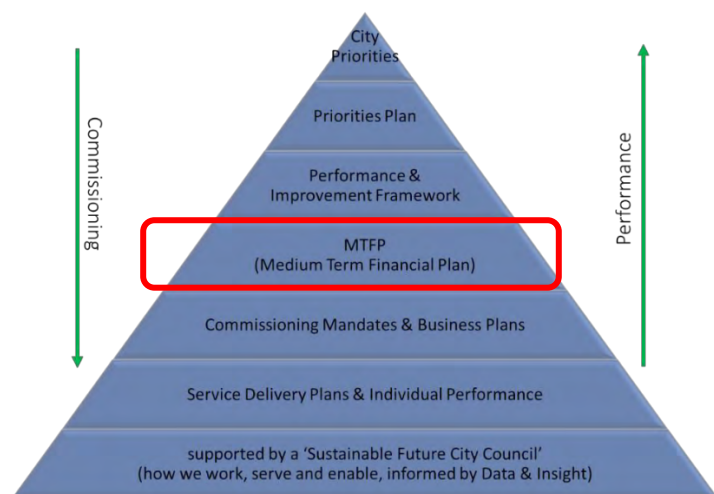 City
Priorities
Priorities Plan
Performance &
Improvement Framework
MTFP
(Medium Term Financial Plan)
Commissioning Mandates & Business Plans
Service Delivery Plans & Individual Performance
supported by a ‘Sustainable Future City Council’
(how we work, serve and enable, informed by Data & Insight)
Commissioning
Performance